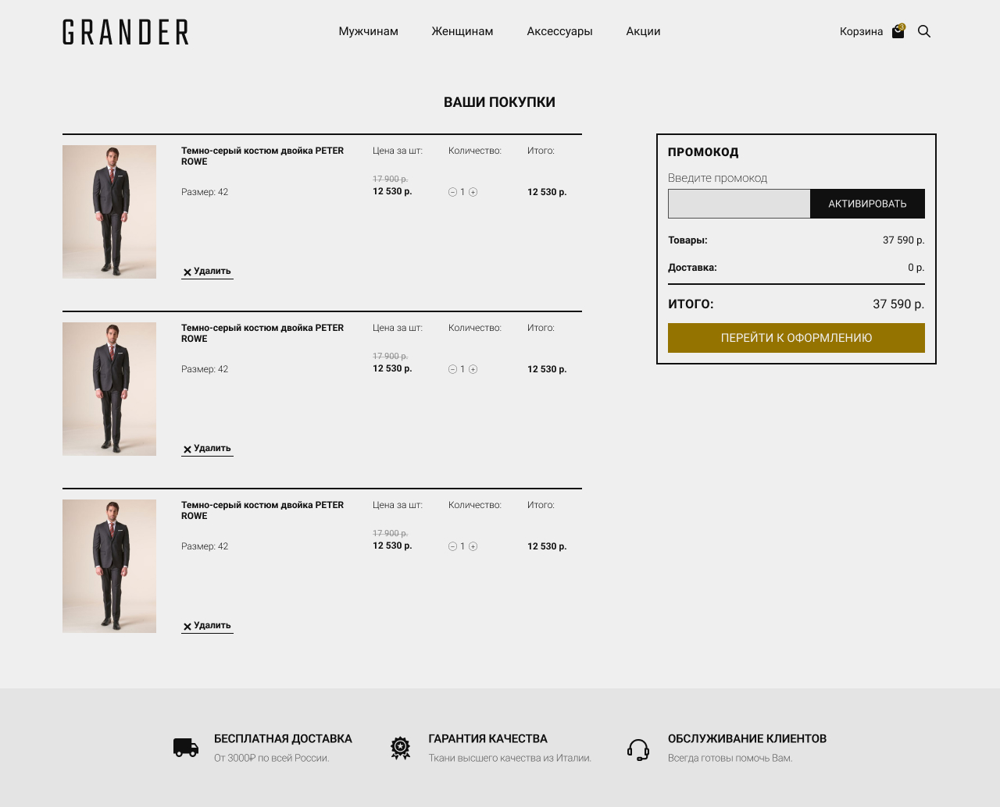 GRANDER
Мужчинам Женщинам Аксессуары Акции
Корзина 3
ВАШИ ПОКУПКИ
Темно-серый костюм двойка PETER
ROWE
Размер: 42
Удалить
Цена за шт:
17 900 р.
12 530 р.
Количество:
1
Итого:
12 530 р.
Темно-серый костюм двойка PETER
ROWE
Размер: 42
Удалить
Цена за шт:
17 900 р.
12 530 р.
Количество:
1
Итого:
12 530 р.
Темно-серый костюм двойка PETER
ROWE
Размер: 42
Удалить
Цена за шт:
17 900 р.
12 530 р.
Количество:
1
Итого:
12 530 р.
ПРОМОКОД
Введите промокод
АКТИВИРОВАТЬ
Товары: 37 590 р.
Доставка: 0 р.
ИТОГО: 37 590 р.
ПЕРЕЙТИ К ОФОРМЛЕНИЮ
БЕСПЛАТНАЯ ДОСТАВКА
От 3000₽ по всей России.
ГАРАНТИЯ КАЧЕСТВА
Ткани высшего качества из Италии.
ОБСЛУЖИВАНИЕ КЛИЕНТОВ
Всегда готовы помочь Вам.